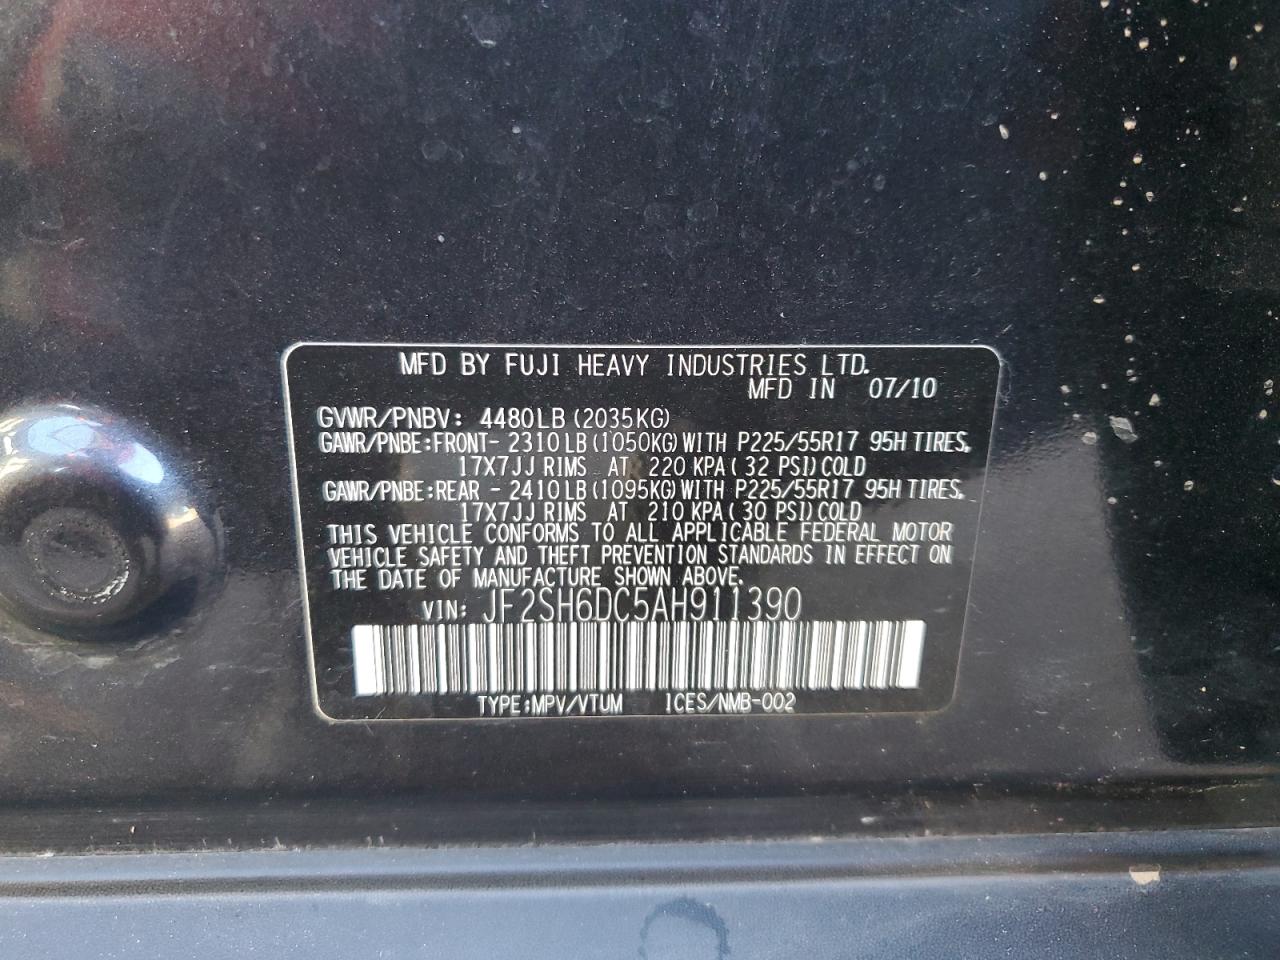 MFD BY FUJI HEAVY INDUSTRIES LTD.
MFD IN 07/10
GVWR/PNBV: 4480LB(2035KG)
GAWR/PNBE:FRONT- 2310LB(1050KG)WITH P225/55R17 95H TIRES,
17X7JJ RIMS AT 220 KPA(32 PSI)COLD
GAWR/PNBE:REAR - 2410LB(1095KG)WITH P225/55R17 95H TIRES,
17X7JJ RIMS AT 210 KPA(30 PSI)COLD
THIS VEHICLE CONFORMS TO ALL APPLICABLE FEDERAL MOTOR
VEHICLE SAFETY AND THEFT PREVENTION STANDARDS IN EFFECT ON
THE DATE OF MANUFACTURE SHOWN ABOVE.
VIN: JF2SH6DC5AH911390
TYPE:MPV/VTUM ICES/NMB-002